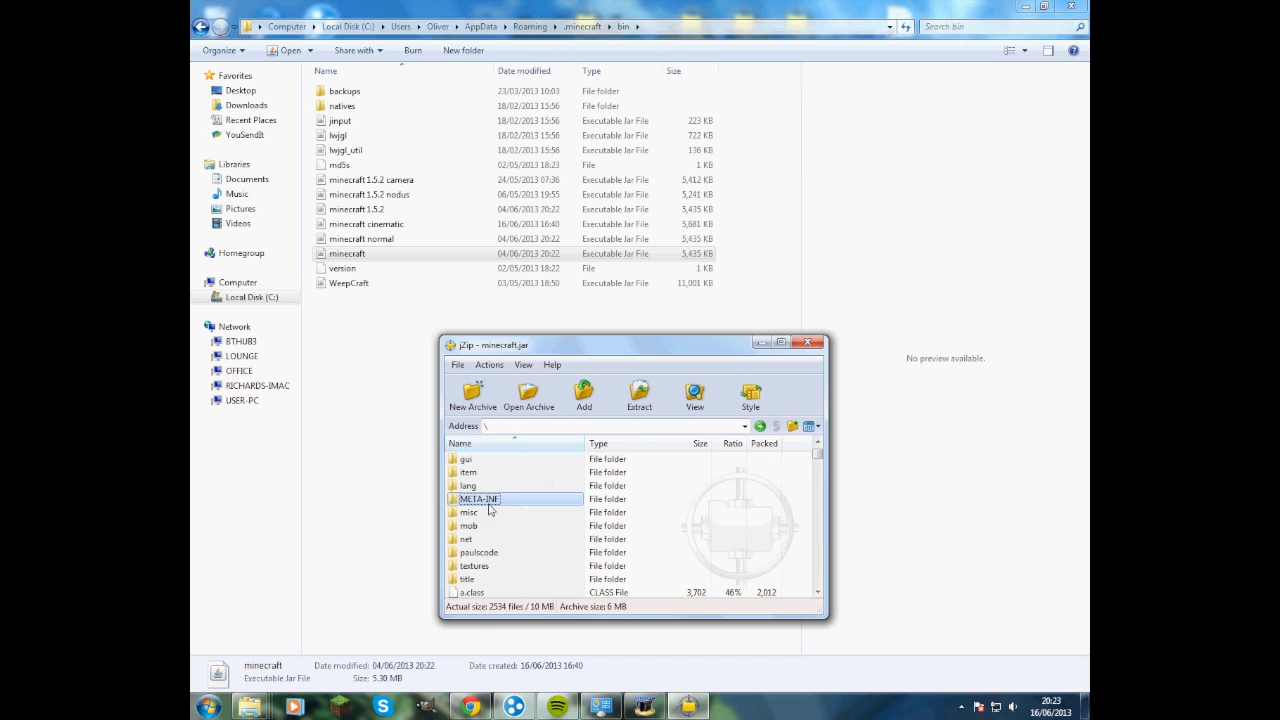 Computer Local Disk (C:) Users Oliver AppData Roaming .minecraft bin Search bin
Organize Open Share with Burn New folder
Favorites
Desktop
Downloads
Recent Places
YouSendIt
Libraries
Documents
Music
Pictures
Videos
Homegroup
Computer
Local Disk (C:)
Network
BTHUB3
LOUNGE
OFFICE
RICHARDS-IMAC
USER-PC
Name Date modified Type Size
backups 23/03/2013 10:03 File folder
natives 18/02/2013 15:56 File folder
jinput 18/02/2013 15:56 Executable Jar File 223 KB
lwjgl 18/02/2013 15:56 Executable Jar File 722 KB
lwjgl_util 18/02/2013 15:56 Executable Jar File 136 KB
md5s 02/05/2013 18:23 File 1 KB
minecraft 1.5.2 camera 24/05/2013 07:36 Executable Jar File 5,412 KB
minecraft 1.5.2 nodus 06/05/2013 19:55 Executable Jar File 5,241 KB
minecraft 1.5.2 04/06/2013 20:22 Executable Jar File 5,435 KB
minecraft cinematic 16/06/2013 16:40 Executable Jar File 5,681 KB
minecraft normal 04/06/2013 20:22 Executable Jar File 5,435 KB
minecraft 04/06/2013 20:22 Executable Jar File 5,435 KB
version 02/05/2013 18:22 File 1 KB
WeepCraft 03/05/2013 18:50 Executable Jar File 11,001 KB
No preview available.
jZip - minecraft.jar
File Actions View Help
New Archive Open Archive Add Extract View Style
Address \
Name Type Size Ratio Packed
gui File folder
item File folder
lang File folder
META-INF File folder
misc File folder
mob File folder
net File folder
paulscode File folder
textures File folder
title File folder
a.class CLASS File 3,702 46% 2,012
Actual size: 2534 files / 10 MB Archive size: 6 MB
minecraft Date modified: 04/06/2013 20:22 Date created: 16/06/2013 16:40
Executable Jar File Size: 5.30 MB
20:23
16/06/2013